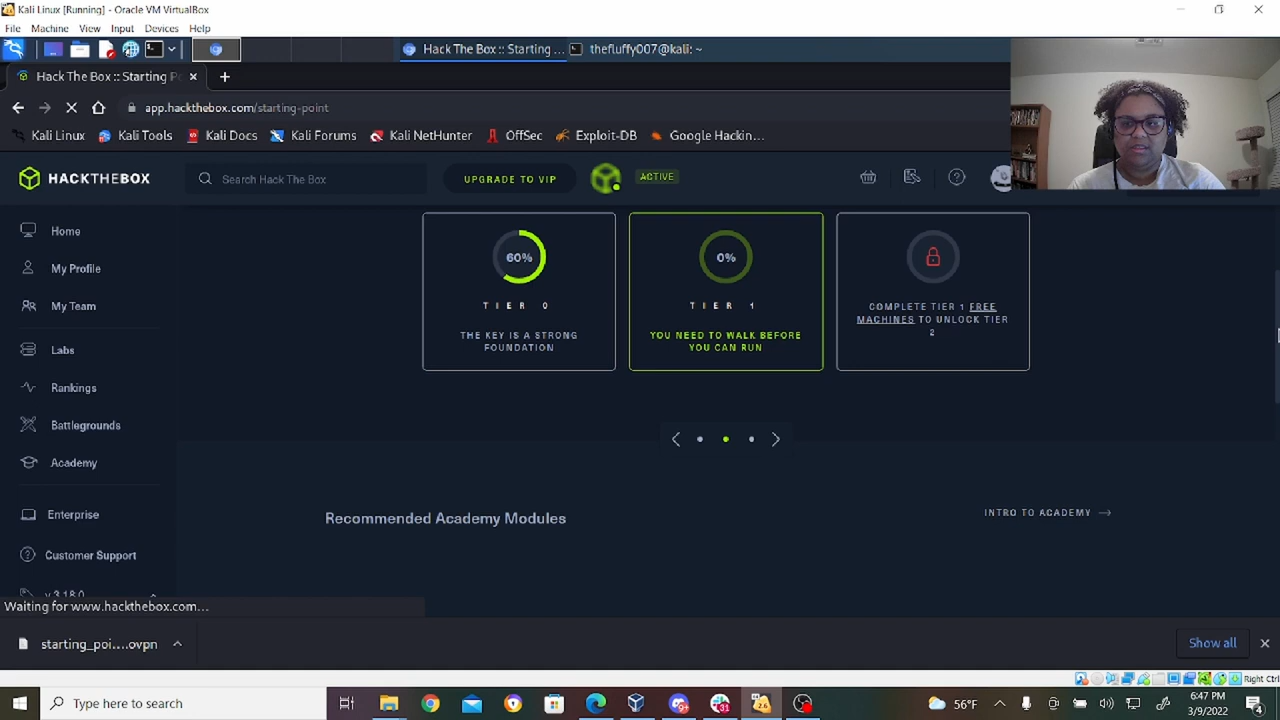 Kali Linux [Running] - Oracle VM VirtualBox
File Machine View Input Devices Help
Hack The Box :: Starting ...
thefluffy007@kali: ~
Hack The Box :: Starting Po
app.hackthebox.com/starting-point
Kali Linux
Kali Tools
Kali Docs
Kali Forums
Kali NetHunter
OffSec
Exploit-DB
Google Hackin...
HACKTHEBOX
Search Hack The Box
UPGRADE TO VIP
ACTIVE
Home
My Profile
My Team
Labs
Rankings
Battlegrounds
Academy
Enterprise
Customer Support
v 3.18.0
60%
TIER 0
THE KEY IS A STRONG
FOUNDATION
0%
TIER 1
YOU NEED TO WALK BEFORE
YOU CAN RUN
COMPLETE TIER 1 FREE
MACHINES TO UNLOCK TIER
2
Recommended Academy Modules
INTRO TO ACADEMY
Waiting for www.hackthebox.com...
starting_poi....ovpn
Show all
Right Ctrl
Type here to search
56°F
6:47 PM
3/9/2022